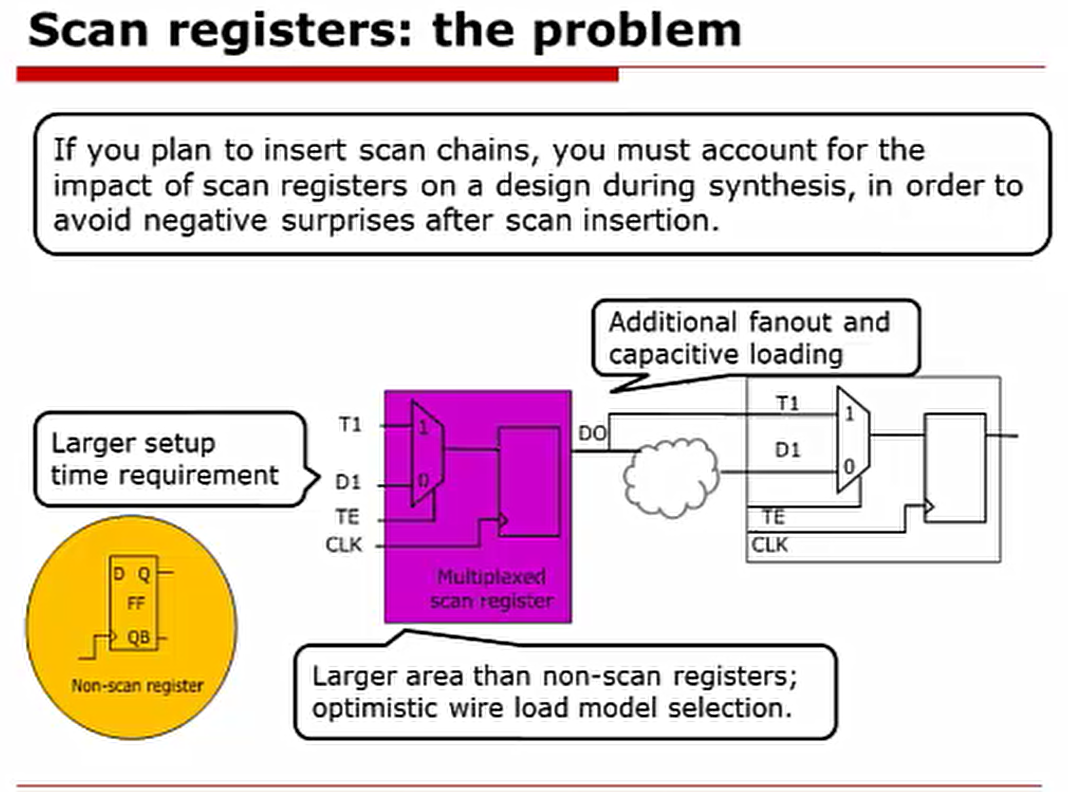 Scan registers: the problem
If you plan to insert scan chains, you must account for the
impact of scan registers on a design during synthesis, in order to
avoid negative surprises after scan insertion.
Additional fanout and
capacitive loading
Larger setup
time requirement
T1
D1
TE
CLK
1
0
Multiplexed
scan register
DO
T1
D1
TE
CLK
1
0
D Q
FF
QB
Non-scan register
Larger area than non-scan registers;
optimistic wire load model selection.